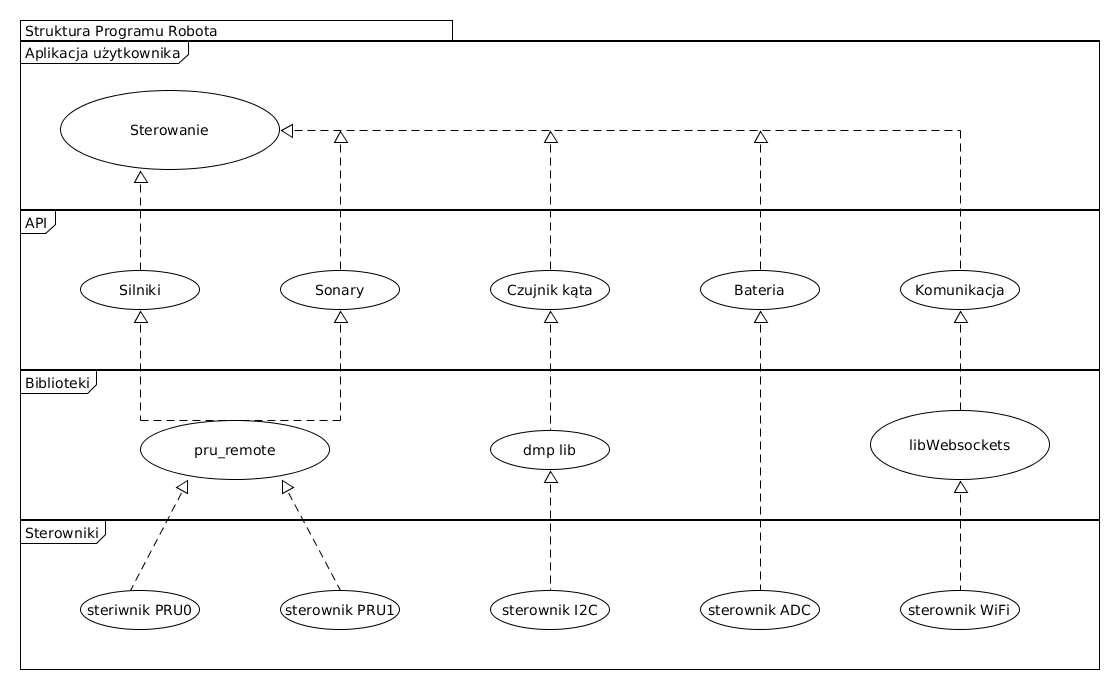 Struktura Programu Robota
Aplikacja użytkownika
Sterowanie
API
Silniki
Sonary
Czujnik kąta
Bateria
Komunikacja
Biblioteki
pru_remote
dmp lib
libWebsockets
Sterowniki
steriwnik PRU0
sterownik PRU1
sterownik I2C
sterownik ADC
sterownik WiFi